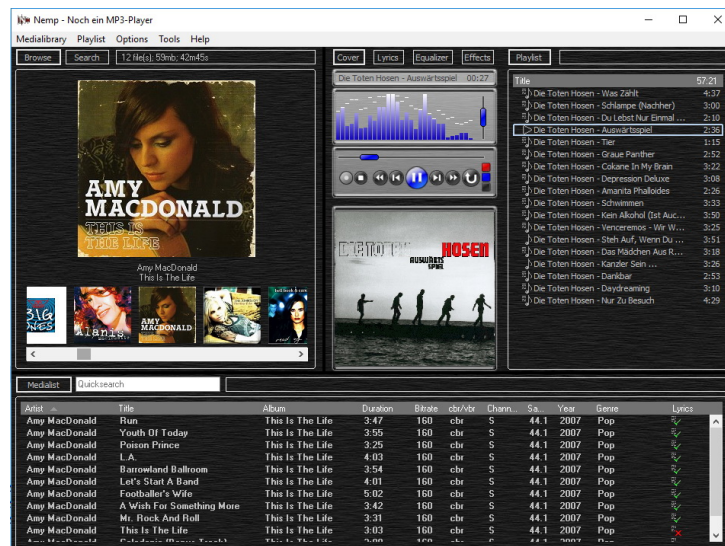 Nemp - Noch ein MP3-Player
Medialibrary Playlist Options Tools Help
Browse Search 12 file(s); 59mb; 42m45s
AMY
MACDONALD
THIS IS
THE LIFE
Amy MacDonald
This Is The Life
BIG
ONES
Alanis
AMY
MACDONALD
Cover Lyrics Equalizer Effects
Die Toten Hosen - Auswärtsspiel 00:27
DIE TOTEN HOSEN
AUSWÄRTS
SPIEL
Playlist
Title 57:21
Die Toten Hosen - Was Zählt 4:37
Die Toten Hosen - Schlampe (Nachher) 3:00
Die Toten Hosen - Du Lebst Nur Einmal ... 2:10
Die Toten Hosen - Auswärtsspiel 2:36
Die Toten Hosen - Tier 1:15
Die Toten Hosen - Graue Panther 2:52
Die Toten Hosen - Cokane In My Brain 3:22
Die Toten Hosen - Depression Deluxe 3:08
Die Toten Hosen - Amanita Phalloides 2:26
Die Toten Hosen - Schwimmen 3:33
Die Toten Hosen - Kein Alkohol (Ist Auc... 3:50
Die Toten Hosen - Venceremos - Wir W... 3:25
Die Toten Hosen - Steh Auf, Wenn Du ... 3:51
Die Toten Hosen - Das Mädchen Aus R... 3:18
Die Toten Hosen - Kanzler Sein ... 3:26
Die Toten Hosen - Dankbar 2:53
Die Toten Hosen - Daydreaming 3:10
Die Toten Hosen - Nur Zu Besuch 4:29
Medialist Quicksearch
Artist Title Album Duration Bitrate cbr/vbr Chann... Sa... Year Genre Lyrics
Amy MacDonald Run This Is The Life 3:47 160 cbr S 44.1 2007 Pop
Amy MacDonald Youth Of Today This Is The Life 3:55 160 cbr S 44.1 2007 Pop
Amy MacDonald Poison Prince This Is The Life 3:25 160 cbr S 44.1 2007 Pop
Amy MacDonald L.A. This Is The Life 4:03 160 cbr S 44.1 2007 Pop
Amy MacDonald Barrowland Ballroom This Is The Life 3:54 160 cbr S 44.1 2007 Pop
Amy MacDonald Let's Start A Band This Is The Life 4:01 160 cbr S 44.1 2007 Pop
Amy MacDonald Footballer's Wife This Is The Life 5:02 160 cbr S 44.1 2007 Pop
Amy MacDonald A Wish For Something More This Is The Life 3:42 160 cbr S 44.1 2007 Pop
Amy MacDonald Mr. Rock And Roll This Is The Life 3:31 160 cbr S 44.1 2007 Pop
Amy MacDonald This Is The Life This Is The Life 3:03 160 cbr S 44.1 2007 Pop